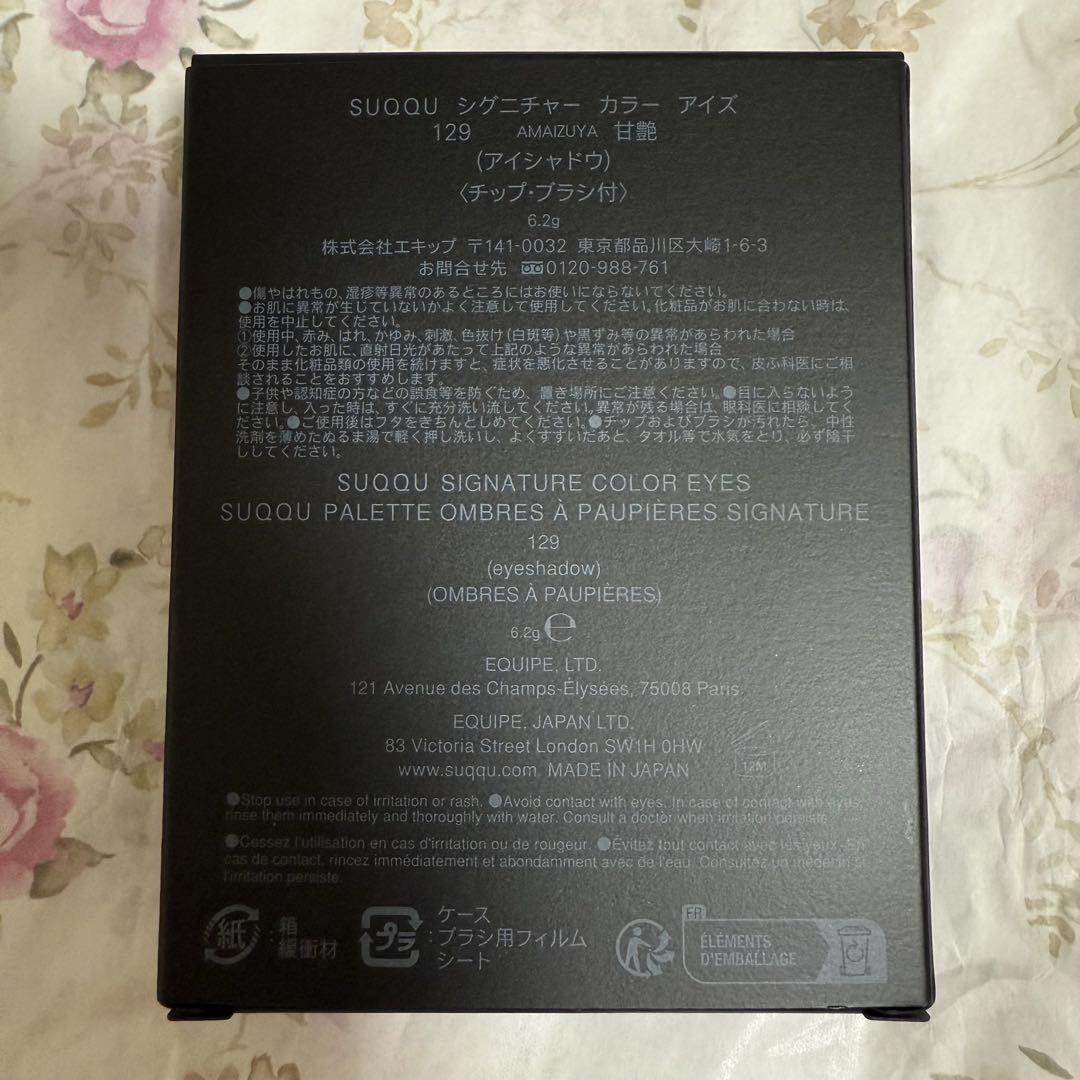 SUQQU シグニチャー カラー アイズ
129 AMAIZUYA 甘艶
(アイシャドウ)
〈チップ・ブラシ付〉
6.2g
株式会社エキップ 〒141-0032 東京都品川区大崎1-6-3
お問合せ先 0120-988-761
●傷やはれもの、湿疹等異常のあるところにはお使いにならないでください。
●お肌に異常が生じていないかよく注意して使用してください。化粧品がお肌に合わない時は、
使用を中止してください。
①使用中、赤み、はれ、かゆみ、刺激、色抜け(白斑等)や黒ずみ等の異常があらわれた場合
②使用したお肌に、直射日光があたって上記のような異常があらわれた場合
そのまま化粧品類の使用を続けますと、症状を悪化させることがありますので、皮ふ科医にご相
談されることをおすすめします。
●子供や認知症の方などの誤食等を防ぐため、置き場所にご注意ください。●目に入らないよう
に注意し、入った時は、すぐに充分洗い流してください。異常が残る場合は、眼科医に相談してく
ださい。●ご使用後はフタをきちんとしめてください。●チップおよびブラシが汚れたら、中性
洗剤を薄めたぬるま湯で軽く押し洗いし、よくすすいだあと、タオル等で水気をとり、必ず陰干
ししてください。
SUQQU SIGNATURE COLOR EYES
SUQQU PALETTE OMBRES À PAUPIÈRES SIGNATURE
129
(eyeshadow)
(OMBRES À PAUPIÈRES)
6.2g ℮
EQUIPE, LTD.
121 Avenue des Champs-Élysées, 75008 Paris
EQUIPE, JAPAN LTD.
83 Victoria Street London SW1H 0HW
www.suqqu.com MADE IN JAPAN
12M
●Stop use in case of irritation or rash. ●Avoid contact with eyes. In case of contact with eyes,
rinse them immediately and thoroughly with water. Consult a doctor when irritation persists.
●Cessez l'utilisation en cas d'irritation ou de rougeur. ●Évitez tout contact avec les yeux. En
cas de contact, rincez immédiatement et abondamment avec de l'eau. Consultez un médecin si
l'irritation persiste.
紙 : 箱
緩衝材
プラ : ケース
ブラシ用フィルム
シート
FR
ÉLÉMENTS
D'EMBALLAGE